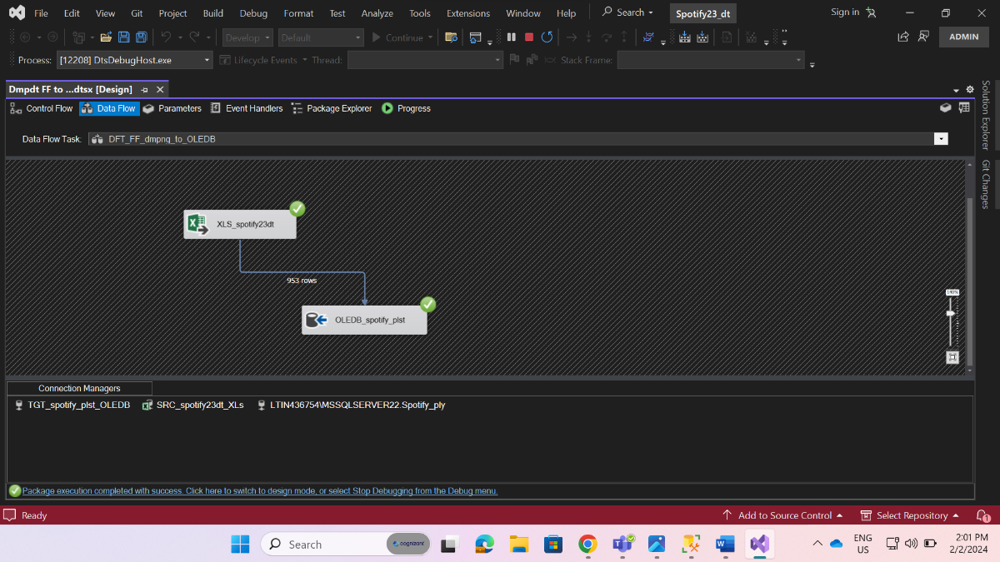 File Edit View Git Project Build Debug Format Test Analyze Tools Extensions Window Help Search Spotify23_dt Sign in
Develop Default Continue ADMIN
Process: [12208] DtsDebugHost.exe Lifecycle Events Thread: Stack Frame:
Dmpdt FF to ...dtsx [Design]
Control Flow Data Flow Parameters Event Handlers Package Explorer Progress
Data Flow Task: DFT_FF_dmpnq_to_OLEDB
Solution Explorer
Git Changes
XLS_spotify23dt
953 rows
OLEDB_spotify_plst
140%
Connection Managers
TGT_spotify_plst_OLEDB SRC_spotify23dt_XLs LTIN436754\MSSQLSERVER22.Spotify_ply
Package execution completed with success. Click here to switch to design mode, or select Stop Debugging from the Debug menu.
Ready Add to Source Control Select Repository 1
Search cognizant ENG US 2:01 PM
2/2/2024